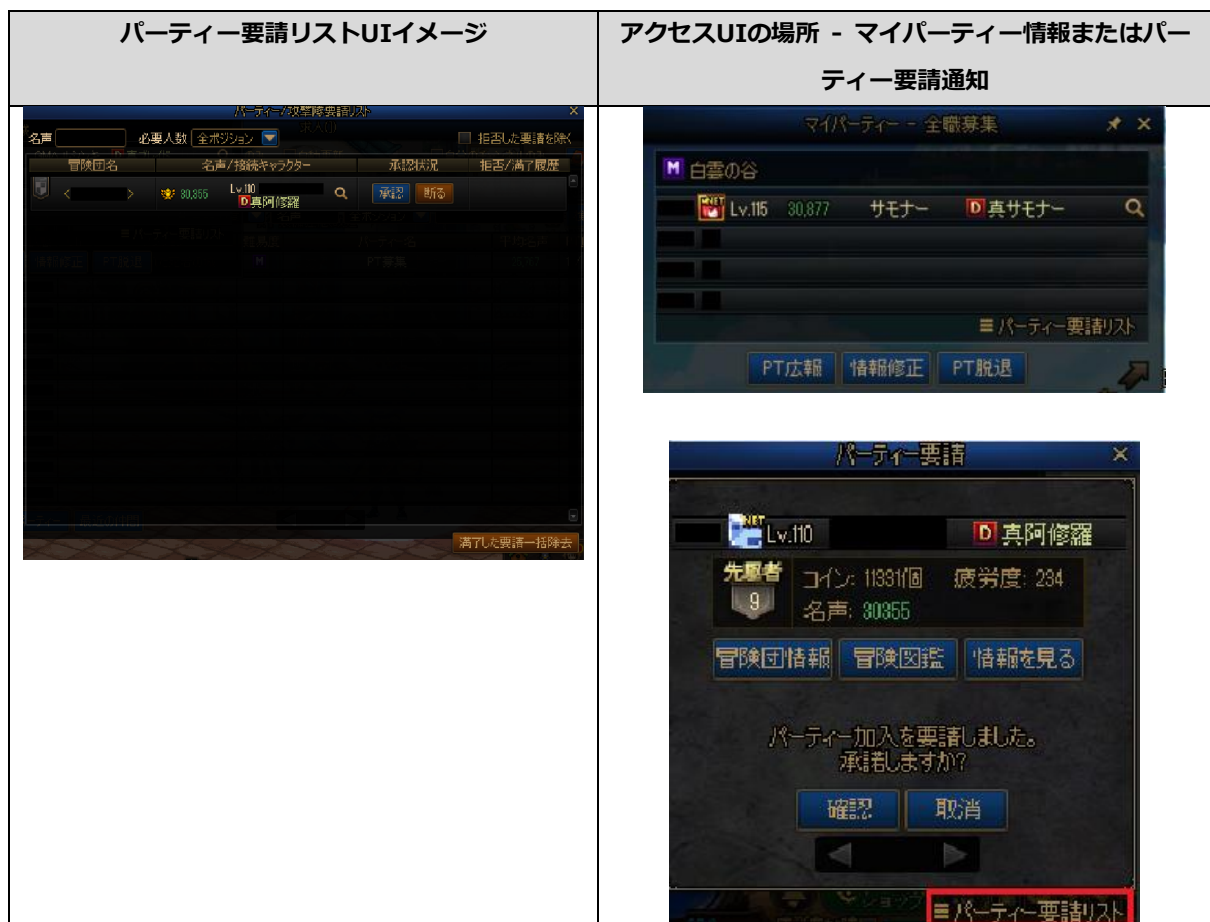 パーティー要請リストUIイメージ
アクセスUIの場所 - マイパーティー情報またはパー
ティー要請通知
パーティー/攻撃隊要請リスト
名声 必要人数 全ポジション 拒否した要請を除く
冒険団名 名声/接続キャラクター 承認状況 拒否/満了履歴
< > 30,355 Lv.110 承認 断る
D 真阿修羅
PT募集
満了した要請一括除去
マイパーティー - 全職募集
M 白雲の谷
Lv.115 30,877 サモナー D 真サモナー
パーティー要請リスト
PT広報 情報修正 PT脱退
パーティー要請
NET Lv.110 D 真阿修羅
先駆者 コイン: 11331個 疲労度: 234
9 名声: 30355
冒険団情報 冒険図鑑 情報を見る
パーティー加入を要請しました。
承諾しますか?
確認 取消
ショップ
パーティー要請リスト